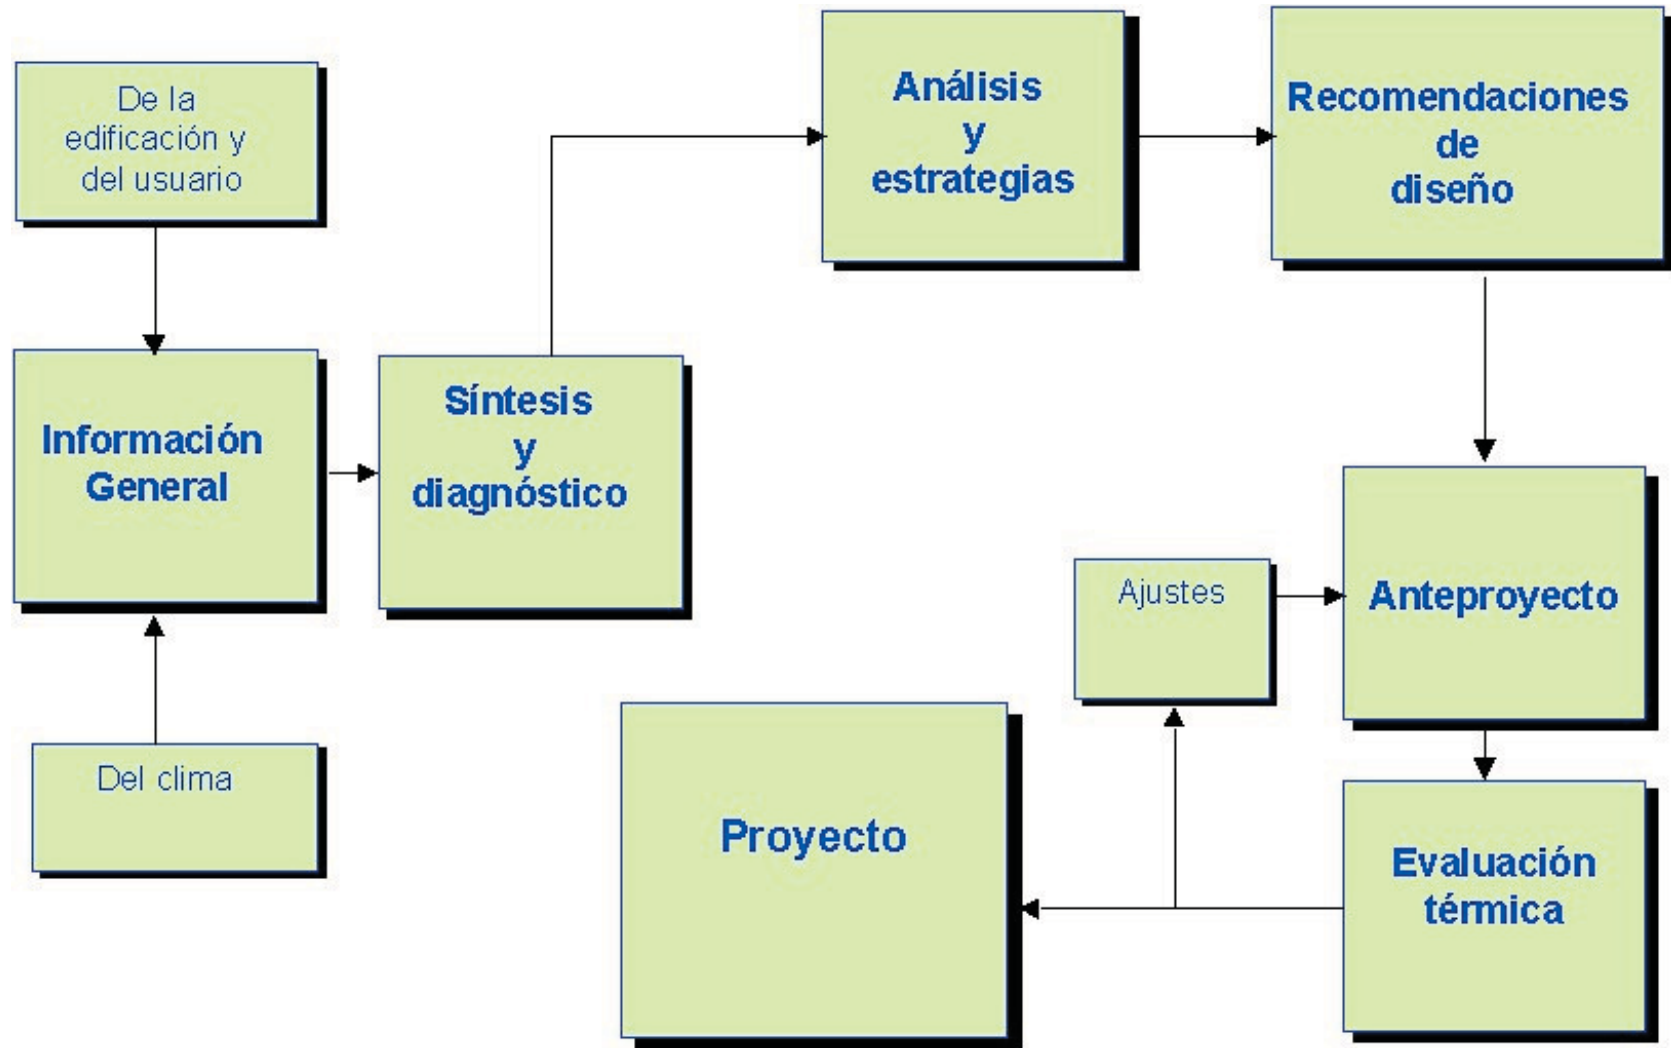 De la
edificación y
del usuario
Información
General
Del clima
Síntesis
y
diagnóstico
Análisis
y
estrategias
Recomendaciones
de
diseño
Anteproyecto
Ajustes
Evaluación
térmica
Proyecto